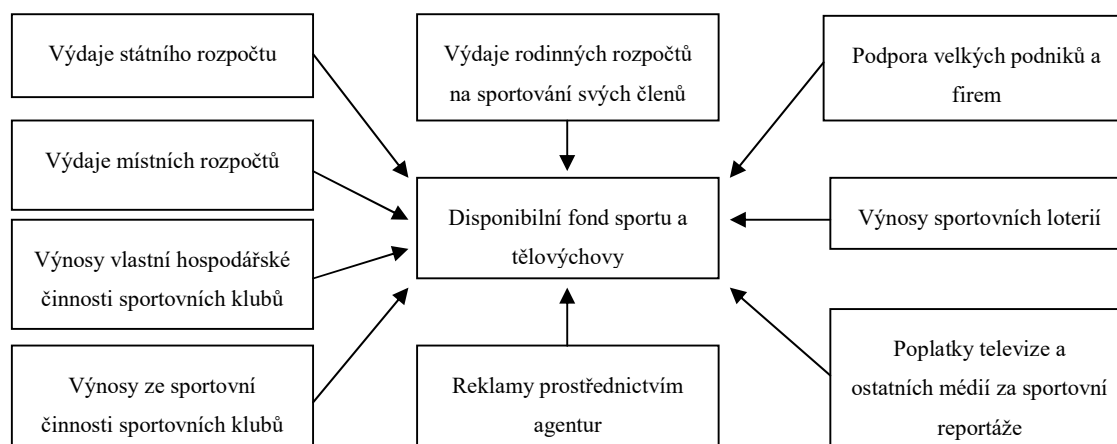 Výdaje státního rozpočtu
Výdaje rodinných rozpočtů
na sportování svých členů
Podpora velkých podniků a
firem
Výdaje místních rozpočtů
Disponibilní fond sportu a
tělovýchovy
Výnosy sportovních loterií
Výnosy vlastní hospodářské
činnosti sportovních klubů
Výnosy ze sportovní
činnosti sportovních klubů
Reklamy prostřednictvím
agentur
Poplatky televize a
ostatních médií za sportovní
reportáže